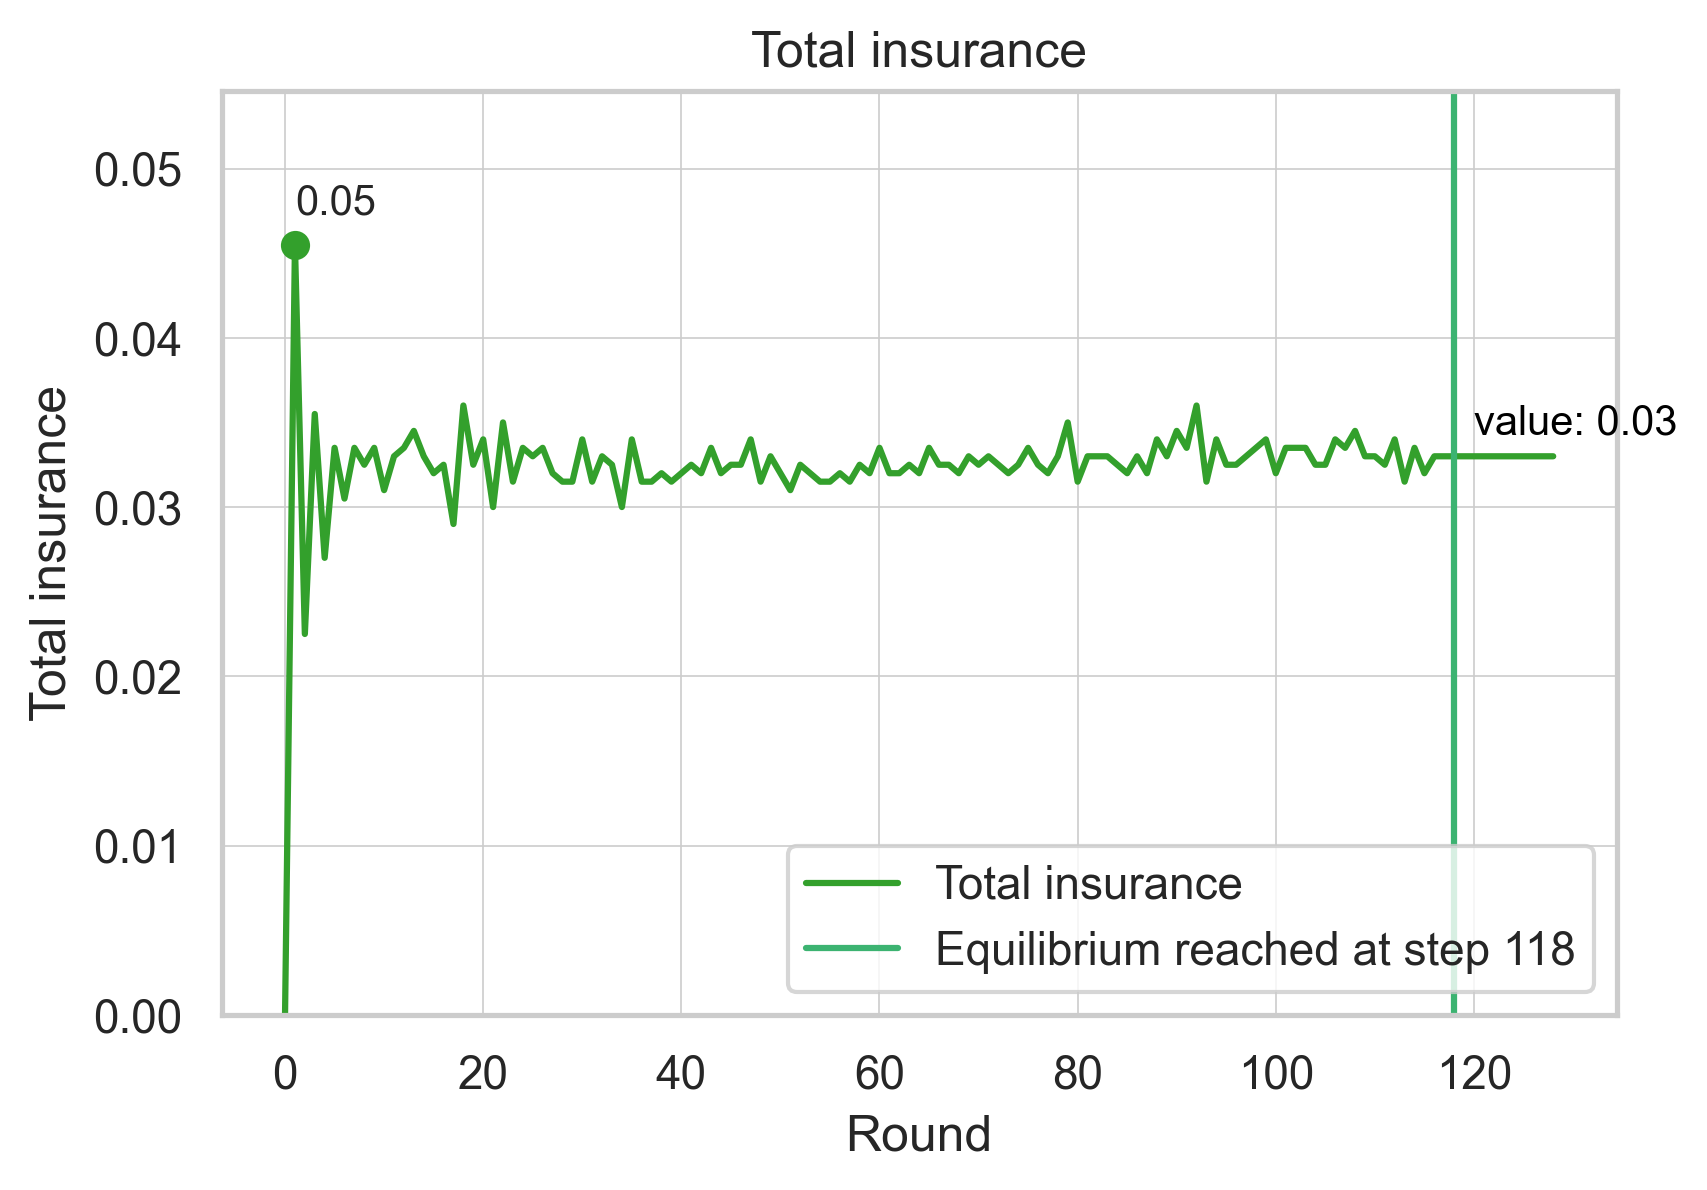 Total insurance
0.05
0.05
0.04
value: 0.03
0.03
0.02
0.01
0.00
Total insurance
Total insurance
Equilibrium reached at step 118
0 20 40 60 80 100 120
Round